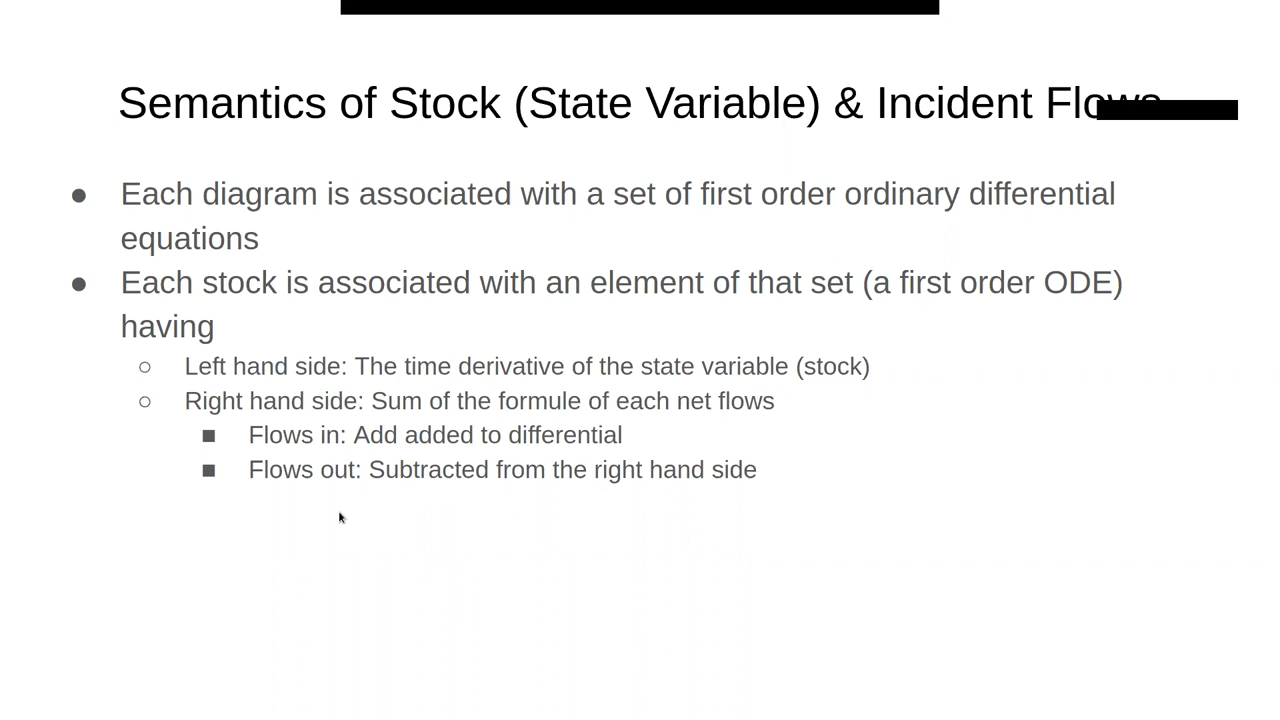 Semantics of Stock (State Variable) & Incident Flows
● Each diagram is associated with a set of first order ordinary differential
equations
● Each stock is associated with an element of that set (a first order ODE)
having
○ Left hand side: The time derivative of the state variable (stock)
○ Right hand side: Sum of the formule of each net flows
■ Flows in: Add added to differential
■ Flows out: Subtracted from the right hand side